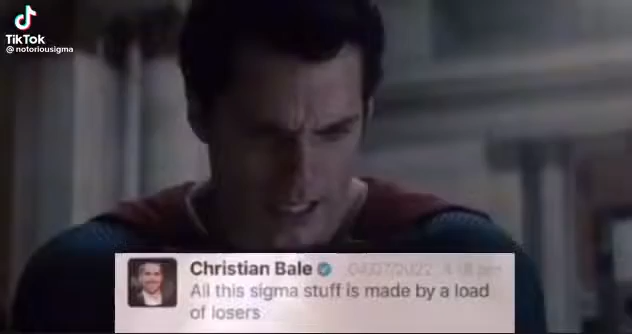 TikTok
@ notoriousigma
Christian Bale
All this sigma stuff is made by a load
of losers